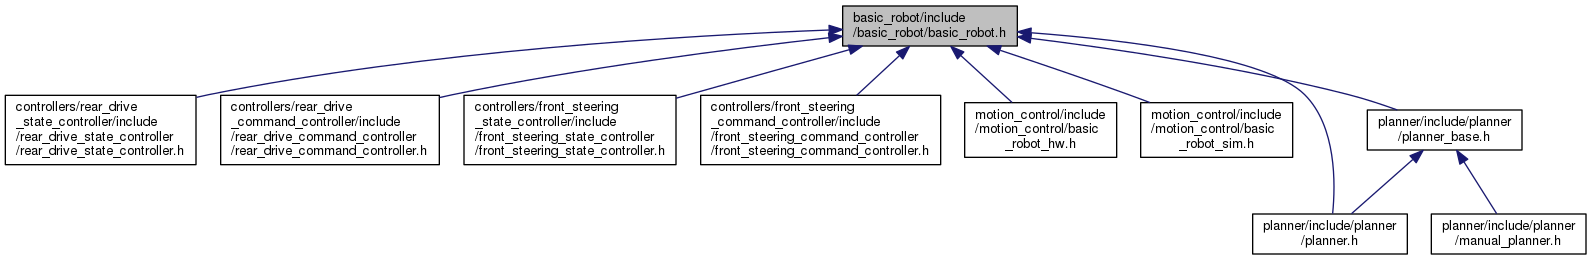 basic_robot/include
/basic_robot/basic_robot.h
controllers/rear_drive
_state_controller/include
/rear_drive_state_controller
/rear_drive_state_controller.h
controllers/rear_drive
_command_controller/include
/rear_drive_command_controller
/rear_drive_command_controller.h
controllers/front_steering
_state_controller/include
/front_steering_state_controller
/front_steering_state_controller.h
controllers/front_steering
_command_controller/include
/front_steering_command_controller
/front_steering_command_controller.h
motion_control/include
/motion_control/basic
_robot_hw.h
motion_control/include
/motion_control/basic
_robot_sim.h
planner/include/planner
/planner_base.h
planner/include/planner
/planner.h
planner/include/planner
/manual_planner.h